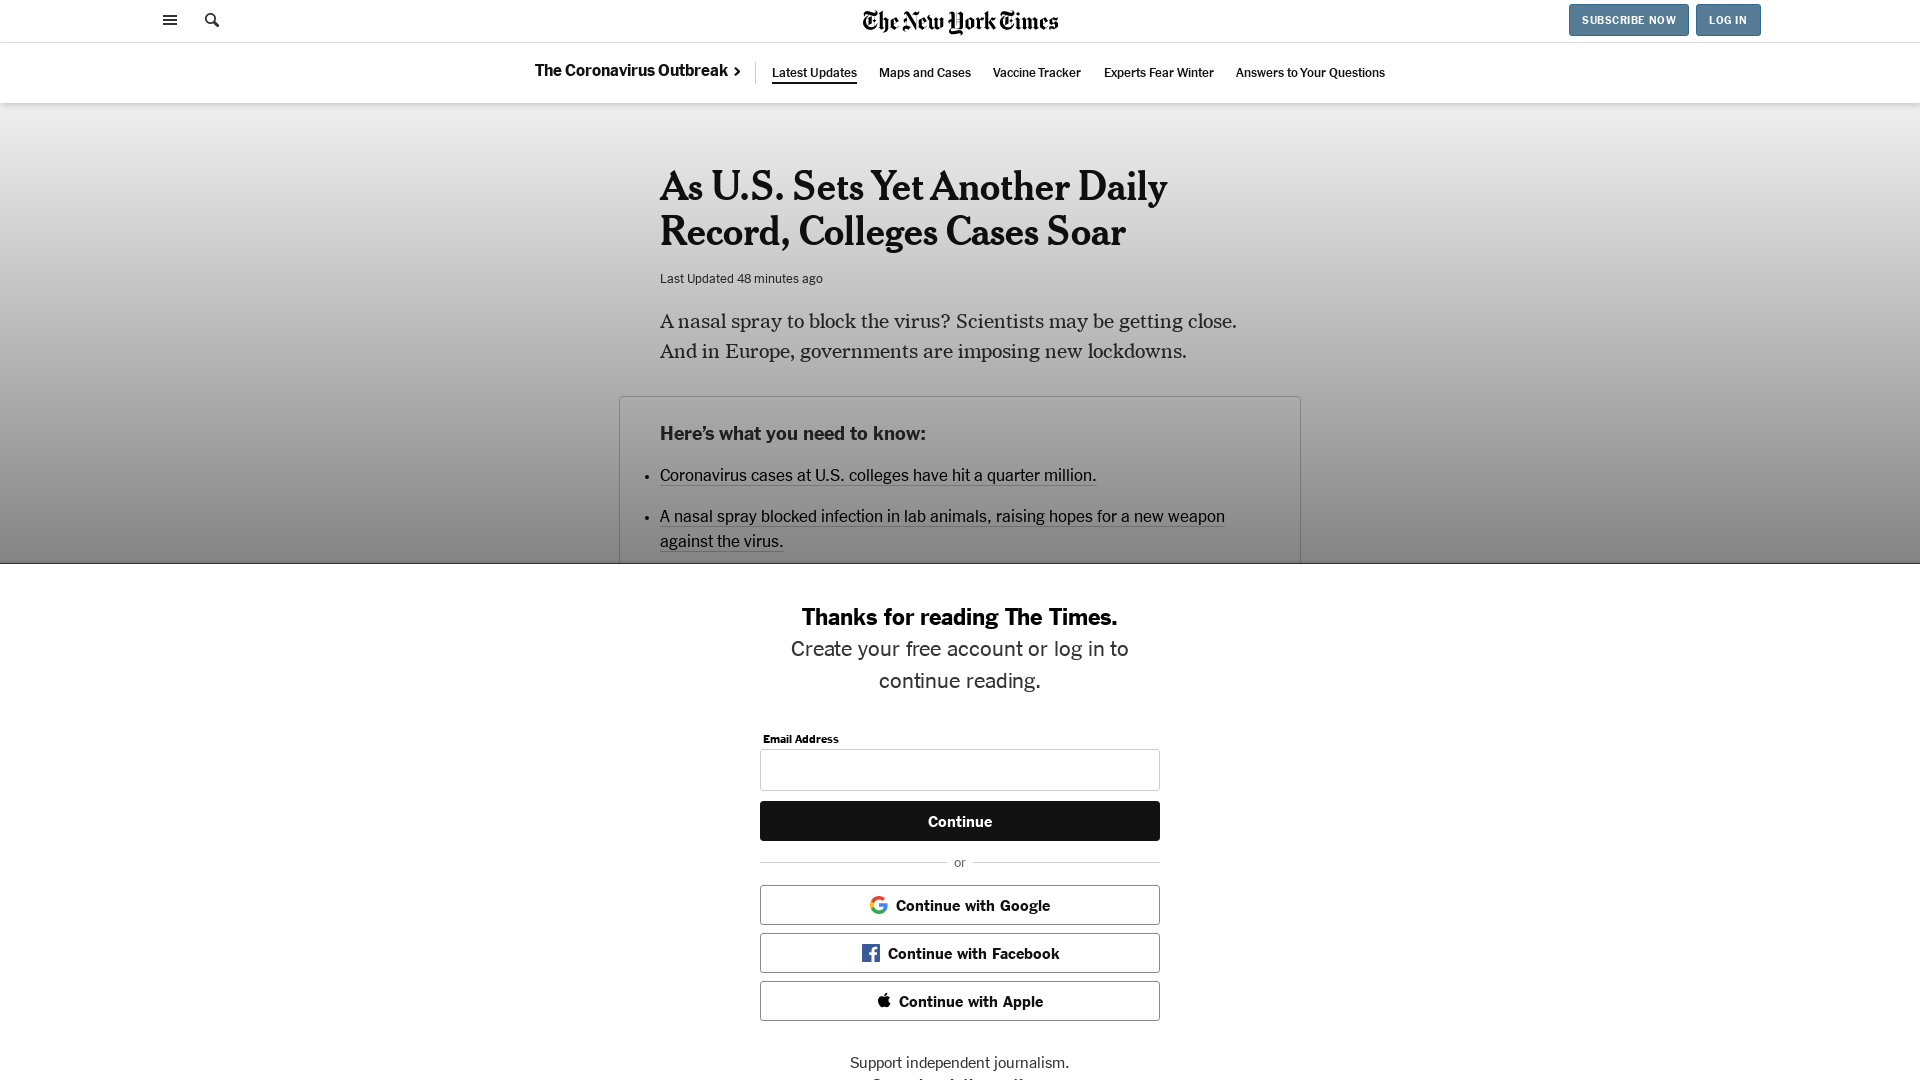 The New York Times
SUBSCRIBE NOW
LOG IN
The Coronavirus Outbreak
Latest Updates
Maps and Cases
Vaccine Tracker
Experts Fear Winter
Answers to Your Questions
As U.S. Sets Yet Another Daily
Record, Colleges Cases Soar
Last Updated 48 minutes ago
A nasal spray to block the virus? Scientists may be getting close.
And in Europe, governments are imposing new lockdowns.
Here’s what you need to know:
Coronavirus cases at U.S. colleges have hit a quarter million.
A nasal spray blocked infection in lab animals, raising hopes for a new weapon
against the virus.
Thanks for reading The Times.
Create your free account or log in to
continue reading.
Email Address
Continue
or
Continue with Google
Continue with Facebook
Continue with Apple
Support independent journalism.